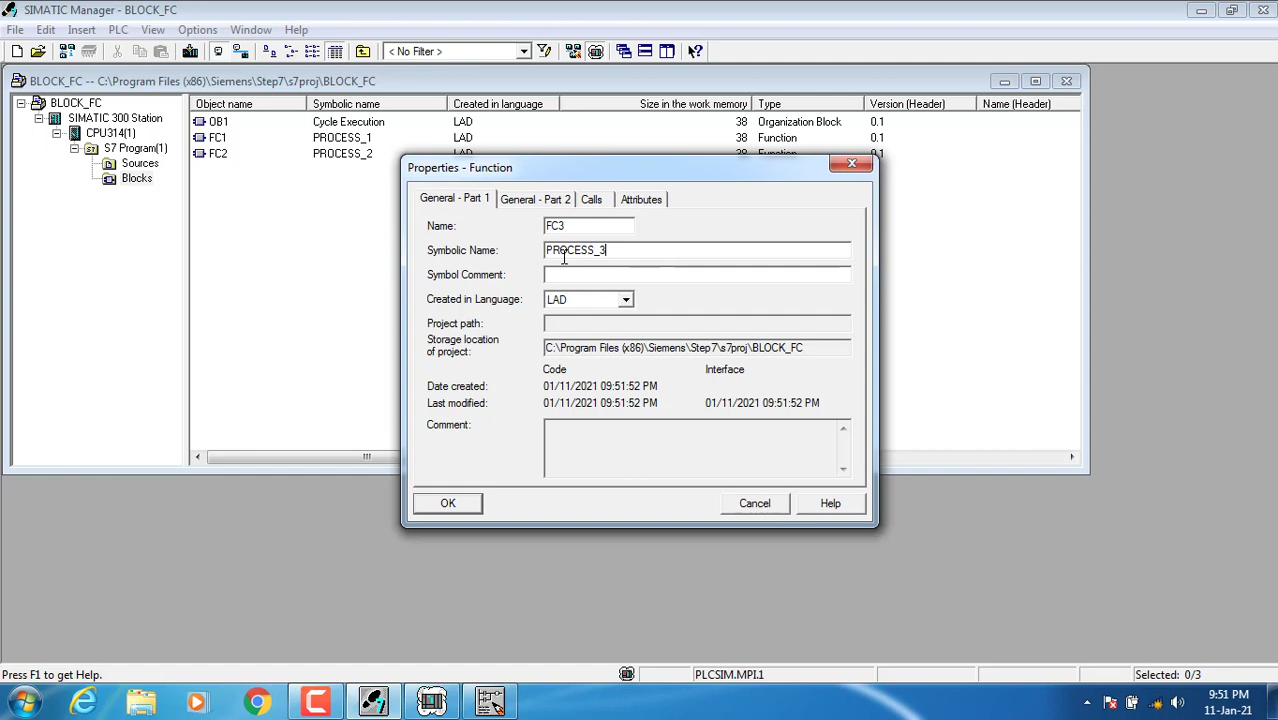 SIMATIC Manager - BLOCK_FC
File Edit Insert PLC View Options Window Help
< No Filter >
BLOCK_FC -- C:\Program Files (x86)\Siemens\Step7\s7proj\BLOCK_FC
BLOCK_FC
SIMATIC 300 Station
CPU314(1)
S7 Program(1)
Sources
Blocks
Object name Symbolic name Created in language Size in the work memory Type Version (Header) Name (Header)
OB1 Cycle Execution LAD 38 Organization Block 0.1
FC1 PROCESS_1 LAD 38 Function 0.1
FC2 PROCESS_2 LAD 38 Function 0.1
Properties - Function
General - Part 1 General - Part 2 Calls Attributes
Name: FC3
Symbolic Name: PROCESS_3
Symbol Comment:
Created in Language: LAD
Project path:
Storage location
of project: C:\Program Files (x86)\Siemens\Step7\s7proj\BLOCK_FC
Code Interface
Date created: 01/11/2021 09:51:52 PM
Last modified: 01/11/2021 09:51:52 PM 01/11/2021 09:51:52 PM
Comment:
OK Cancel Help
Press F1 to get Help. PLCSIM.MPI.1 Selected: 0/3
9:51 PM
11-Jan-21